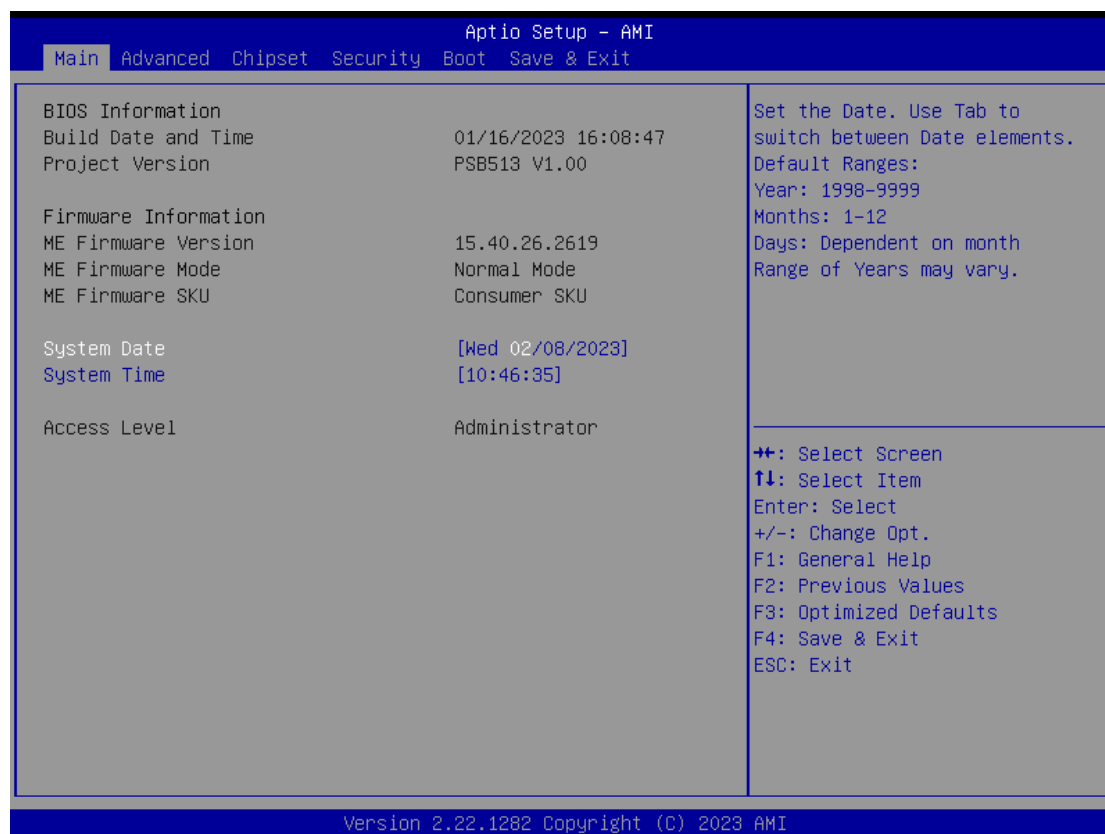 Aptio Setup – AMI
Main Advanced Chipset Security Boot Save & Exit
BIOS Information
Build Date and Time 01/16/2023 16:08:47
Project Version PSB513 V1.00
Firmware Information
ME Firmware Version 15.40.26.2619
ME Firmware Mode Normal Mode
ME Firmware SKU Consumer SKU
System Date [Wed 02/08/2023]
System Time [10:46:35]
Access Level Administrator
Set the Date. Use Tab to
switch between Date elements.
Default Ranges:
Year: 1998-9999
Months: 1-12
Days: Dependent on month
Range of Years may vary.
→←: Select Screen
↑↓: Select Item
Enter: Select
+/-: Change Opt.
F1: General Help
F2: Previous Values
F3: Optimized Defaults
F4: Save & Exit
ESC: Exit
Version 2.22.1282 Copyright (C) 2023 AMI